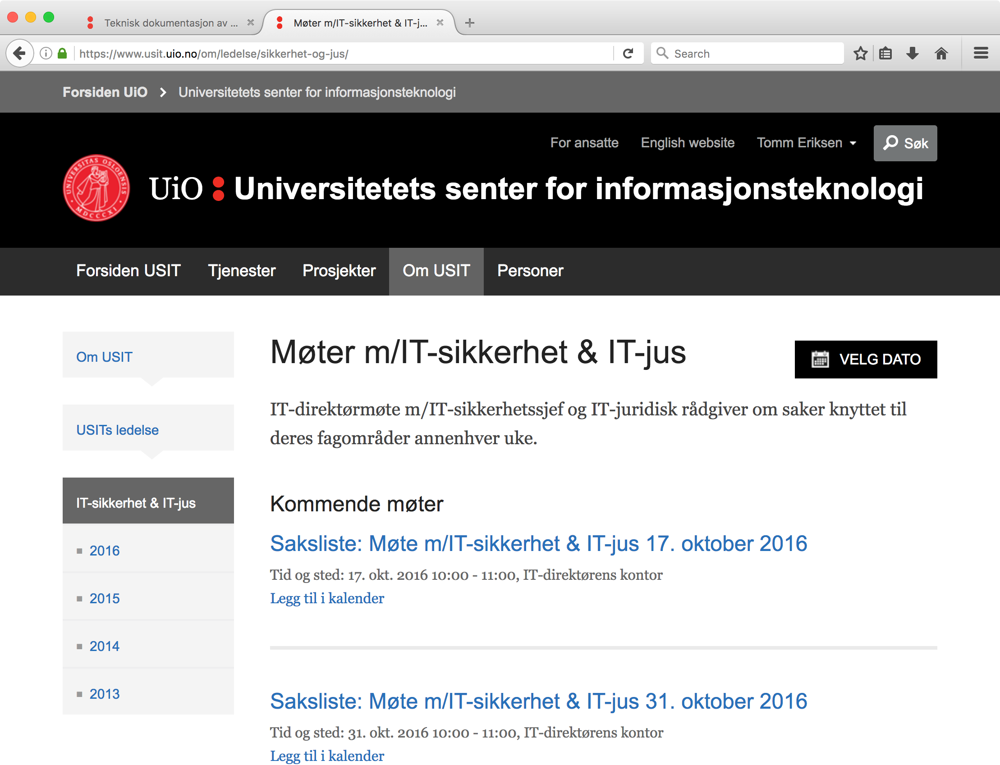 Teknisk dokumentasjon av ...
Møter m/IT-sikkerhet & IT-j...
https://www.usit.uio.no/om/ledelse/sikkerhet-og-jus/
Search
Forsiden UiO
Universitetets senter for informasjonsteknologi
For ansatte
English website
Tomm Eriksen
Søk
UNIVERSITAS OSLOENSIS
MDCCCXI
UiO : Universitetets senter for informasjonsteknologi
Forsiden USIT
Tjenester
Prosjekter
Om USIT
Personer
Om USIT
USITs ledelse
IT-sikkerhet & IT-jus
2016
2015
2014
2013
Møter m/IT-sikkerhet & IT-jus
VELG DATO
IT-direktørmøte m/IT-sikkerhetssjef og IT-juridisk rådgiver om saker knyttet til
deres fagområder annenhver uke.
Kommende møter
Saksliste: Møte m/IT-sikkerhet & IT-jus 17. oktober 2016
Tid og sted: 17. okt. 2016 10:00 - 11:00, IT-direktørens kontor
Legg til i kalender
Saksliste: Møte m/IT-sikkerhet & IT-jus 31. oktober 2016
Tid og sted: 31. okt. 2016 10:00 - 11:00, IT-direktørens kontor
Legg til i kalender